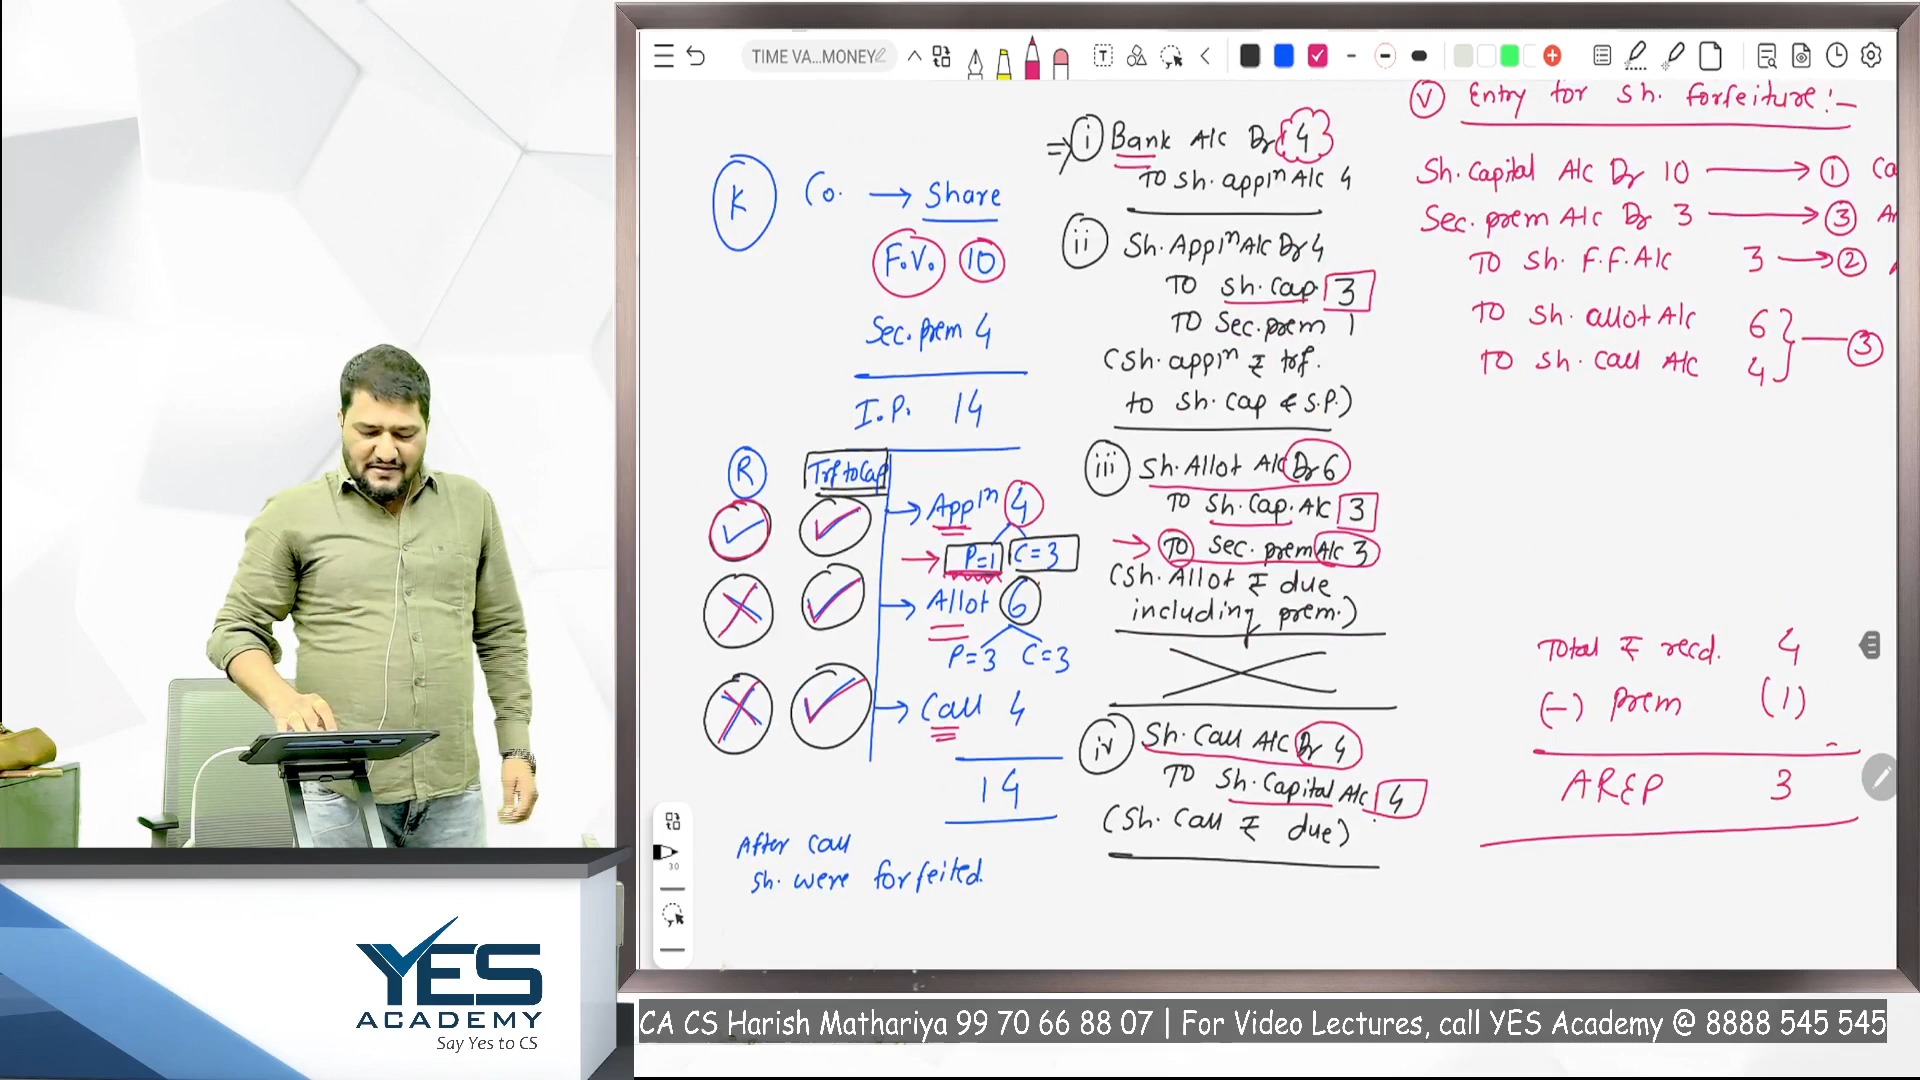 TIME VA...MONEY
K Co. → Share
F.V. 10
Sec. prem 4
I.P. 14
R Trf to Cap
→ Appln 4
→ P=1 C=3
→ Allot 6
P=3 C=3
→ Call 4
14
After call
sh. were forfeited.
⇒ i Bank A/c Dr 4
To sh. appln A/c 4
ii Sh. Appln A/c Dr 4
To sh. cap. 3
To Sec. prem 1
(Sh. appln ₹ trf.
to sh. cap & S.P.)
iii Sh. Allot A/c Dr 6
To Sh. Cap. A/c 3
→ To Sec. prem A/c 3
(Sh. Allot ₹ due
including prem.)
iv Sh. Call A/c Dr 4
To Sh. Capital A/c 4
(Sh. Call ₹ due)
v Entry for sh. forfeiture:-
Sh. Capital A/c Dr 10 → 1 Ca
Sec. prem A/c Dr 3 → 3
To Sh. F.F. A/c 3 → 2
To Sh. allot A/c 6
To Sh. call A/c 4 } — 3
Total ₹ recd. 4
(-) Prem (1)
AREP 3
30
YES
ACADEMY
Say Yes to CS
CA CS Harish Mathariya 99 70 66 88 07 | For Video Lectures, call YES Academy @ 8888 545 545